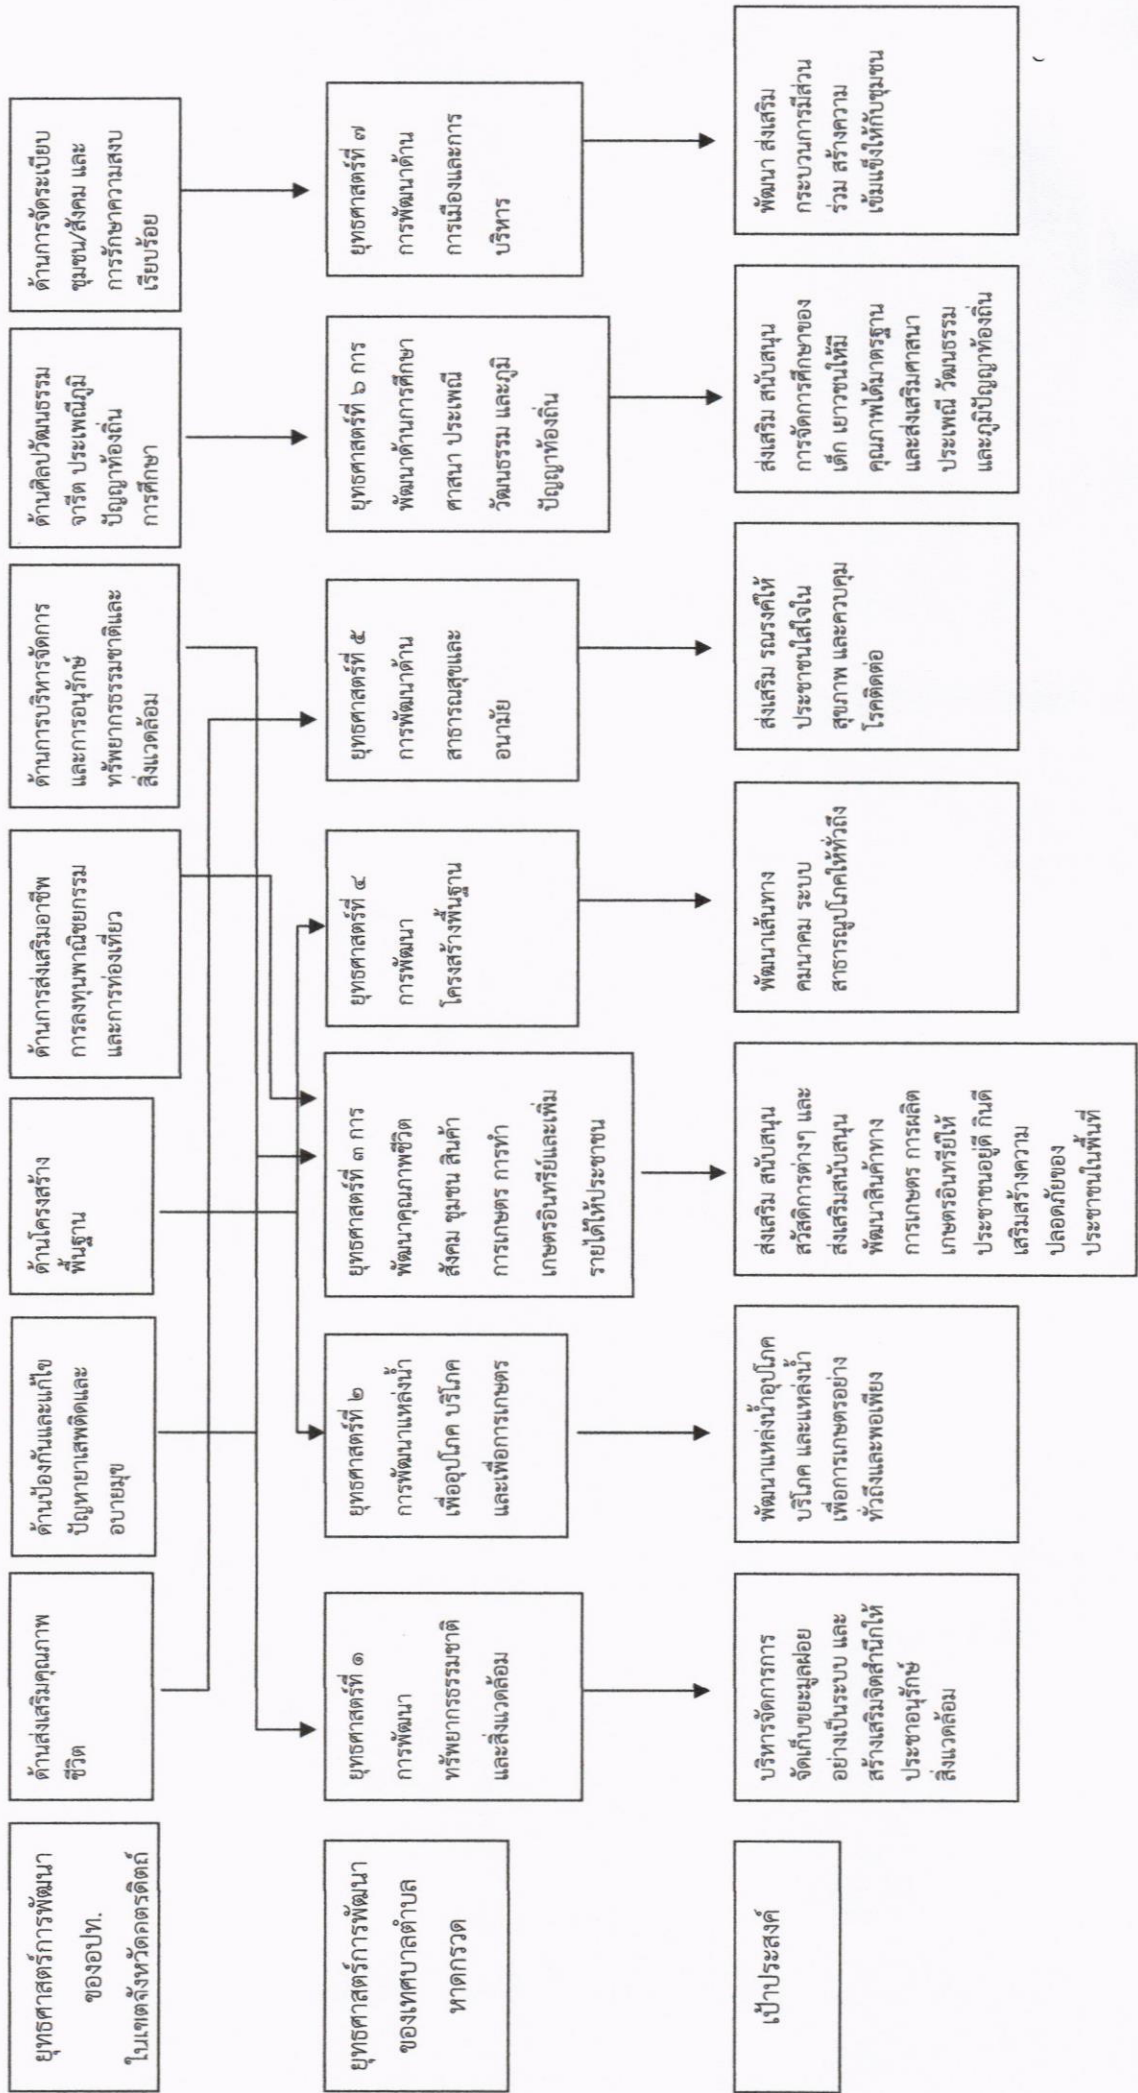 ยุทธศาสตร์การพัฒนา
ของอปท.
ในเขตจังหวัดอุตรดิตถ์
ด้านส่งเสริมคุณภาพ
ชีวิต
ด้านป้องกันและแก้ไข
ปัญหายาเสพติดและ
อบายมุข
ด้านโครงสร้าง
พื้นฐาน
ด้านการส่งเสริมอาชีพ
การลงทุนพาณิชยกรรม
และการท่องเที่ยว
ด้านการบริหารจัดการ
และการอนุรักษ์
ทรัพยากรธรรมชาติและ
สิ่งแวดล้อม
ด้านศิลปวัฒนธรรม
จารีต ประเพณีภูมิ
ปัญญาท้องถิ่น
การศึกษา
ด้านการจัดระเบียบ
ชุมชน/สังคม และ
การรักษาความสงบ
เรียบร้อย
ยุทธศาสตร์การพัฒนา
ของเทศบาลตำบล
หาดกรวด
ยุทธศาสตร์ที่ ๑
การพัฒนา
ทรัพยากรธรรมชาติ
และสิ่งแวดล้อม
ยุทธศาสตร์ที่ ๒
การพัฒนาแหล่งน้ำ
เพื่ออุปโภค บริโภค
และเพื่อการเกษตร
ยุทธศาสตร์ที่ ๓ การ
พัฒนาคุณภาพชีวิต
สังคม ชุมชน สินค้า
การเกษตร การทำ
เกษตรอินทรีย์และเพิ่ม
รายได้ให้ประชาชน
ยุทธศาสตร์ที่ ๔
การพัฒนา
โครงสร้างพื้นฐาน
ยุทธศาสตร์ที่ ๕
การพัฒนาด้าน
สาธารณสุขและ
อนามัย
ยุทธศาสตร์ที่ ๖ การ
พัฒนาด้านการศึกษา
ศาสนา ประเพณี
วัฒนธรรม และภูมิ
ปัญญาท้องถิ่น
ยุทธศาสตร์ที่ ๗
การพัฒนาด้าน
การเมืองและการ
บริหาร
เป้าประสงค์
บริหารจัดการการ
จัดเก็บขยะมูลฝอย
อย่างเป็นระบบ และ
สร้างเสริมจิตสำนึกให้
ประชาอนุรักษ์
สิ่งแวดล้อม
พัฒนาแหล่งน้ำอุปโภค
บริโภค และแหล่งน้ำ
เพื่อการเกษตรอย่าง
ทั่วถึงและพอเพียง
ส่งเสริม สนับสนุน
สวัสดิการต่างๆ และ
ส่งเสริมสนับสนุน
พัฒนาสินค้าทาง
การเกษตร การผลิต
เกษตรอินทรีย์ให้
ประชาชนอยู่ดี กินดี
เสริมสร้างความ
ปลอดภัยของ
ประชาชนในพื้นที่
พัฒนาเส้นทาง
คมนาคม ระบบ
สาธารณูปโภคให้ทั่วถึง
ส่งเสริม รณรงค์ให้
ประชาชนใส่ใจใน
สุขภาพ และควบคุม
โรคติดต่อ
ส่งเสริม สนับสนุน
การจัดการศึกษาของ
เด็ก เยาวชนให้มี
คุณภาพได้มาตรฐาน
และส่งเสริมศาสนา
ประเพณี วัฒนธรรม
และภูมิปัญญาท้องถิ่น
พัฒนา ส่งเสริม
กระบวนการมีส่วน
ร่วม สร้างความ
เข้มแข็งให้กับชุมชน